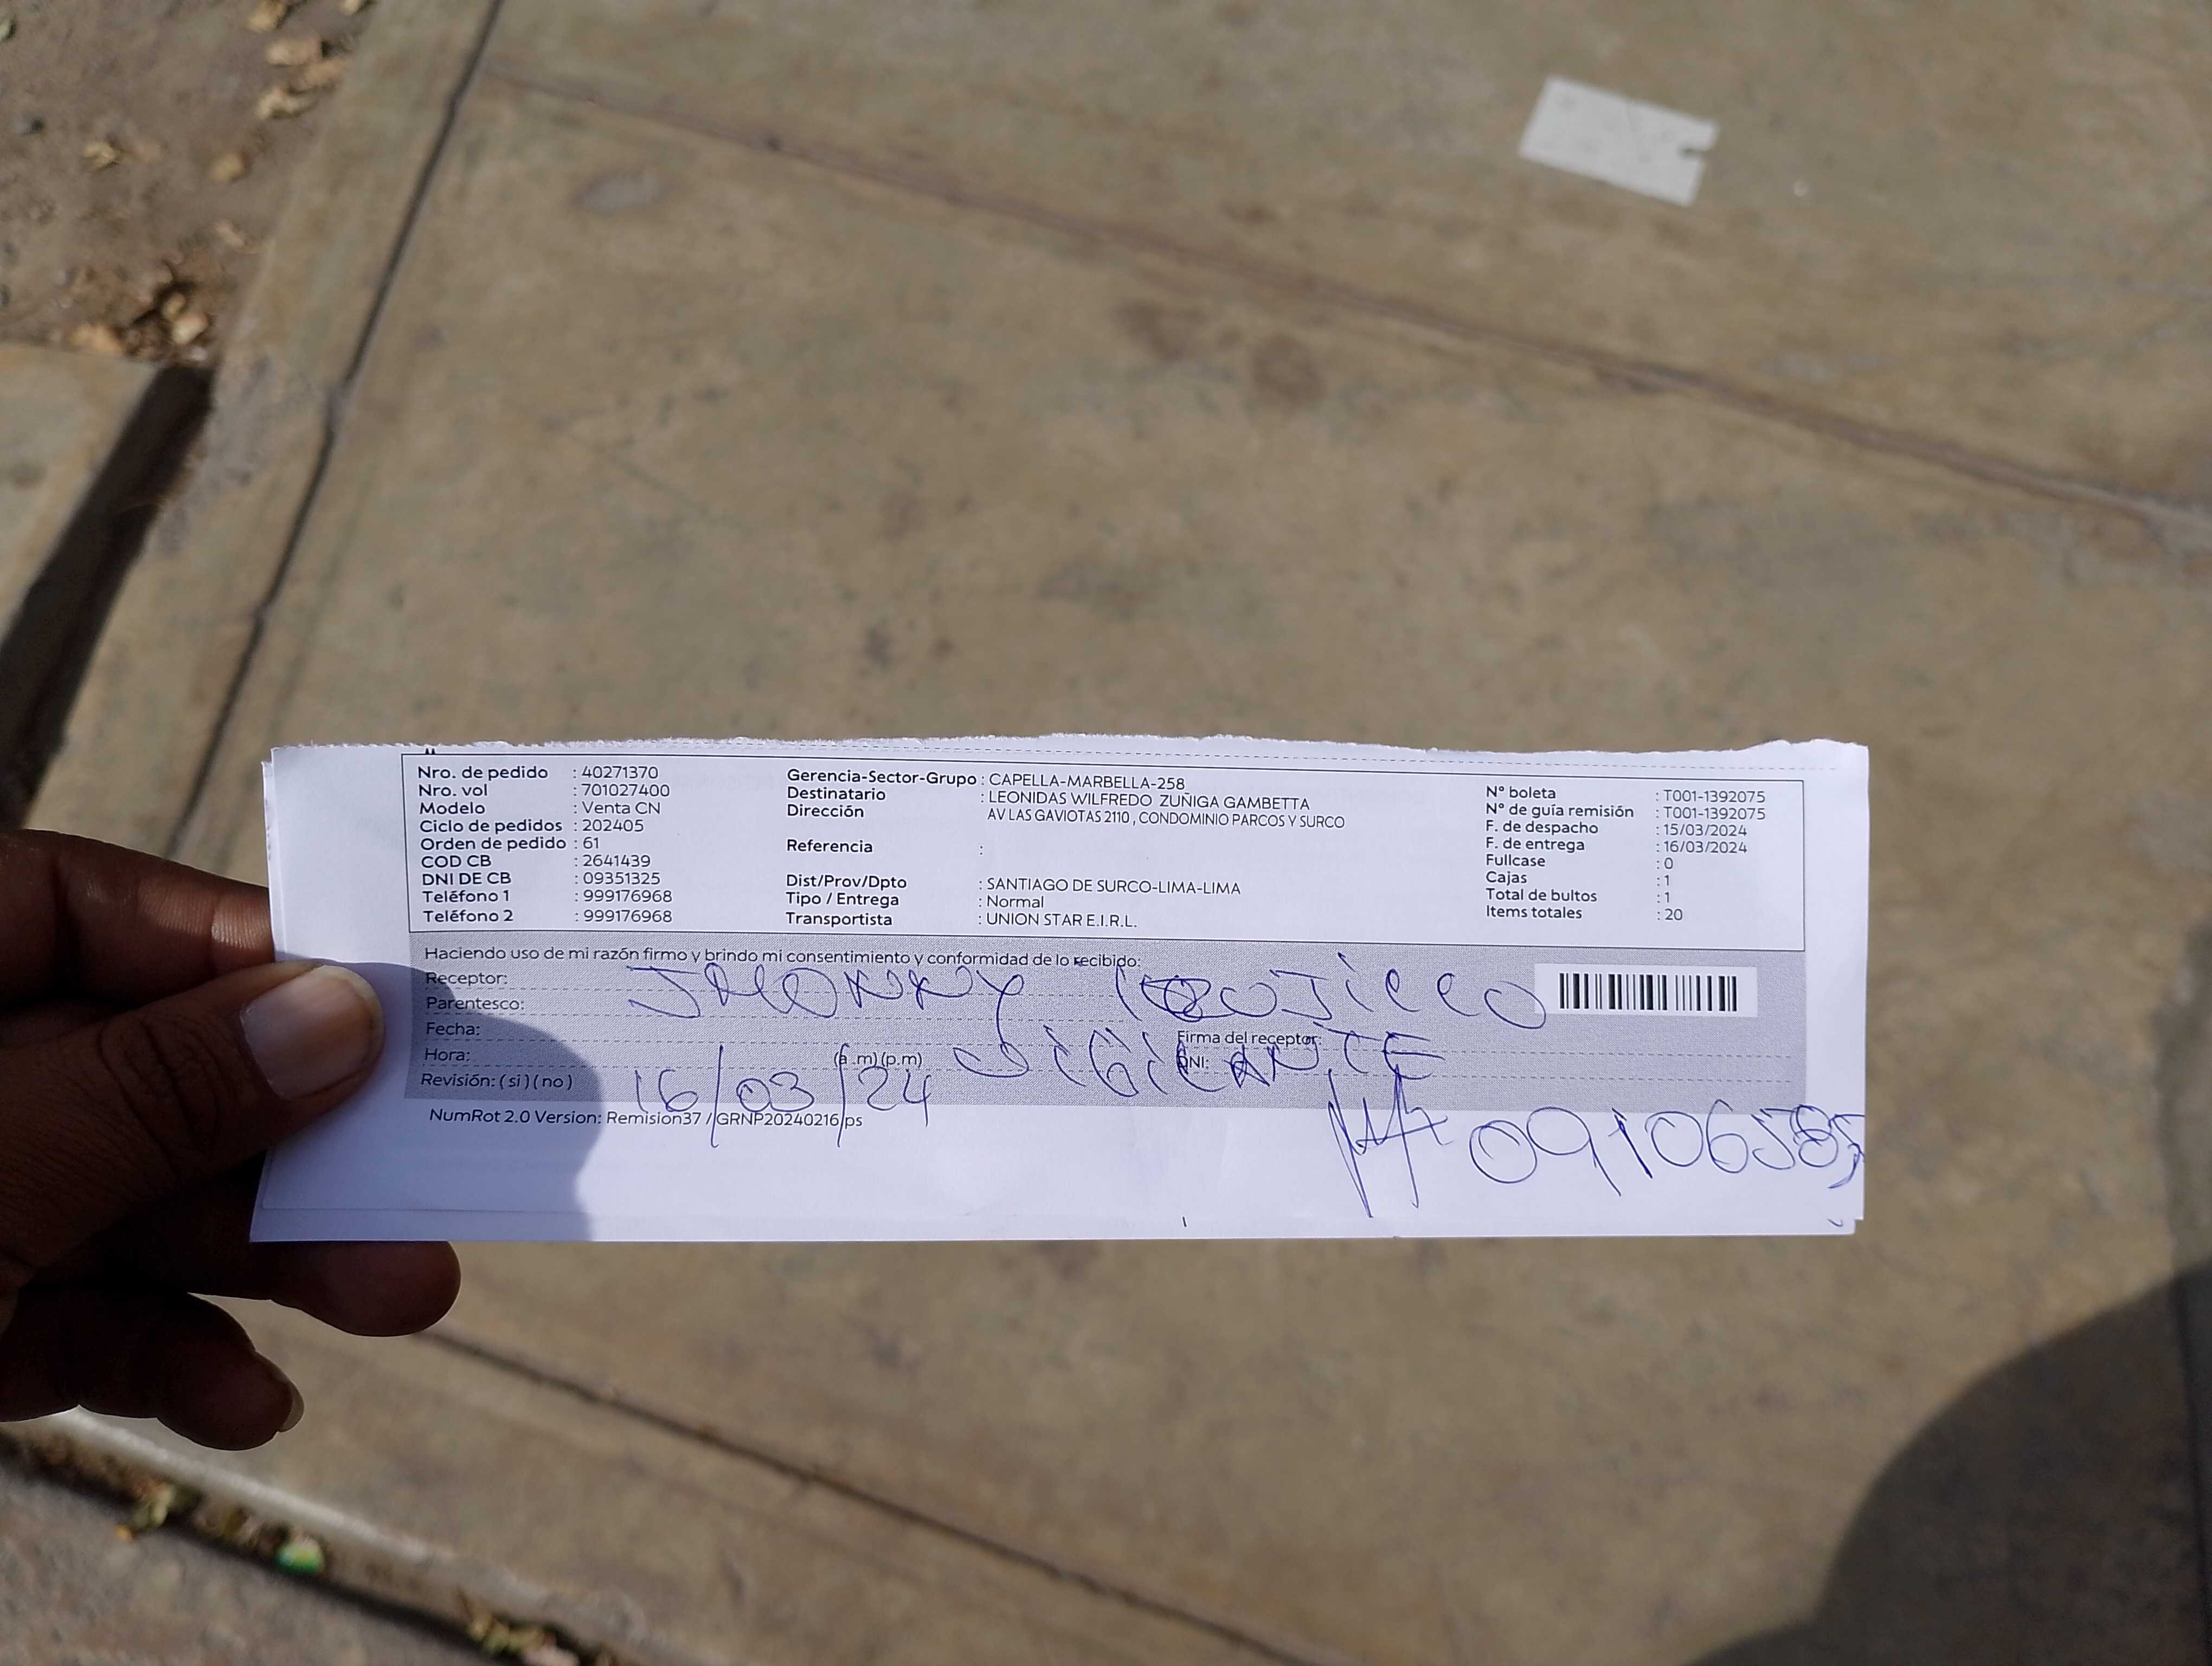 Nro. de pedido : 40271370
Nro. vol : 701027400
Modelo : Venta CN
Ciclo de pedidos : 202405
Orden de pedido : 61
COD CB : 2641439
DNI DE CB : 09351325
Teléfono 1 : 999176968
Teléfono 2 : 999176968
Gerencia-Sector-Grupo : CAPELLA-MARBELLA-258
Destinatario : LEONIDAS WILFREDO ZUÑIGA GAMBETTA
Dirección AV LAS GAVIOTAS 2110 , CONDOMINIO PARCOS Y SURCO
Referencia :
Dist/Prov/Dpto : SANTIAGO DE SURCO-LIMA-LIMA
Tipo / Entrega : Normal
Transportista : UNION STAR E.I.R.L.
N° boleta : T001-1392075
N° de guía remisión : T001-1392075
F. de despacho : 15/03/2024
F. de entrega : 16/03/2024
Fullcase : 0
Cajas : 1
Total de bultos : 1
Items totales : 20
Haciendo uso de mi razón firmo y brindo mi consentimiento y conformidad de lo recibido:
Receptor: JHONNY
Parentesco:
Fecha:
Firma del receptor:
Hora: (a .m) (p.m) VIGILANTE
DNI:
Revisión: ( si ) ( no ) 16/03/24
NumRot 2.0 Version: Remision37 / GRNP20240216/ps